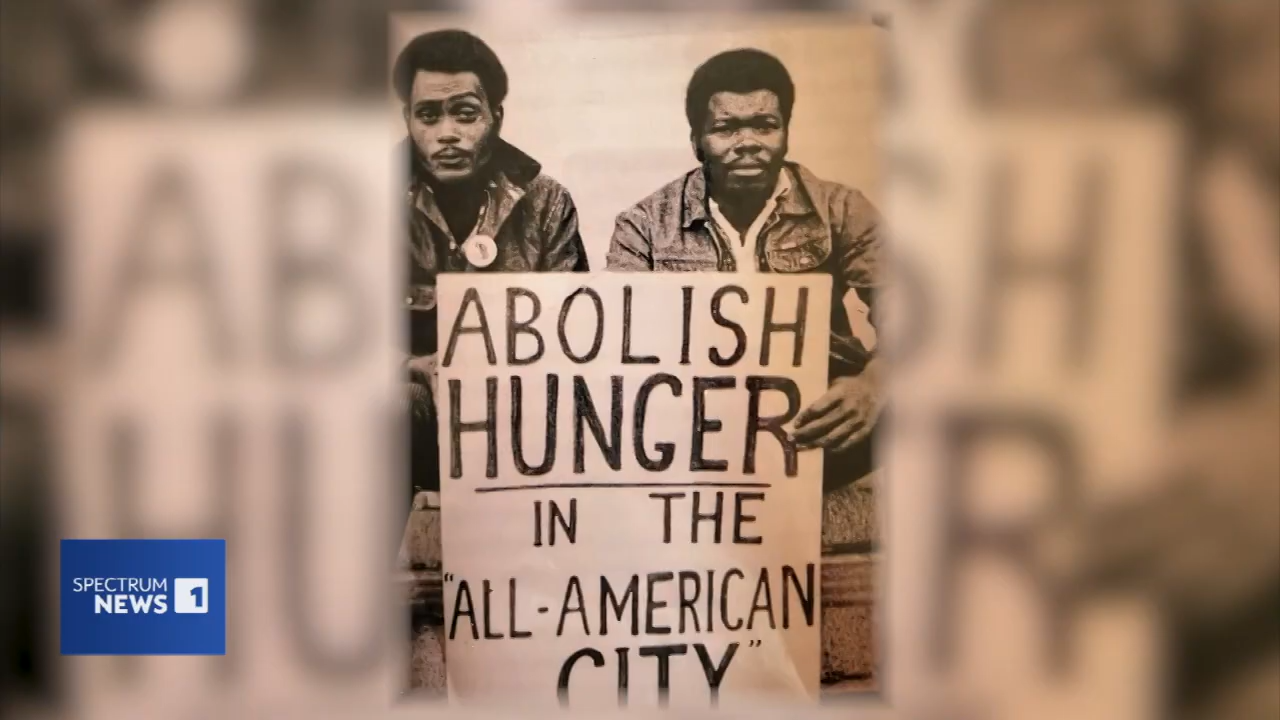 ABOLISH
HUNGER
IN THE
"ALL-AMERICAN
CITY"
SPECTRUM
NEWS 1